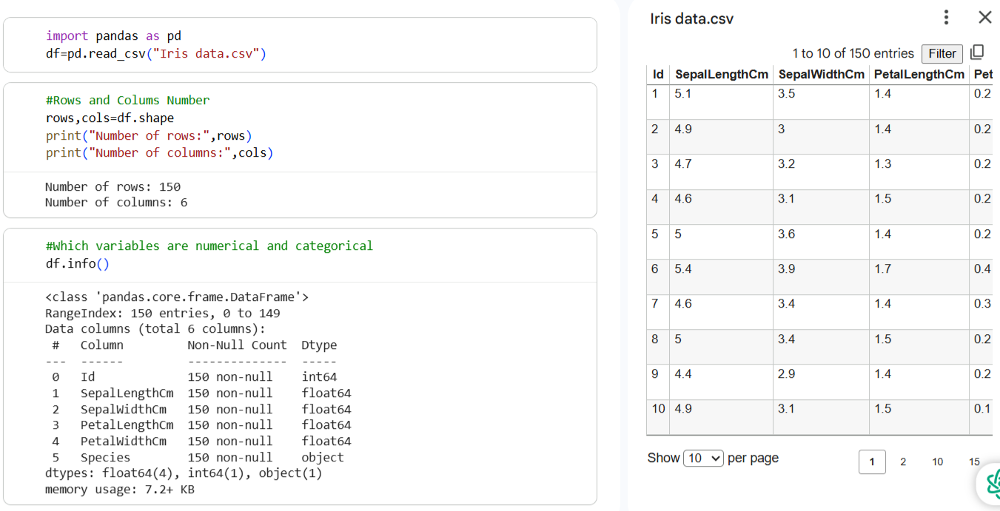 import pandas as pd
df=pd.read_csv("Iris data.csv")
#Rows and Colums Number
rows,cols=df.shape
print("Number of rows:",rows)
print("Number of columns:",cols)
Number of rows: 150
Number of columns: 6
#Which variables are numerical and categorical
df.info()
<class 'pandas.core.frame.DataFrame'>
RangeIndex: 150 entries, 0 to 149
Data columns (total 6 columns):
 #   Column         Non-Null Count  Dtype
---  ------         --------------  -----
 0   Id             150 non-null    int64
 1   SepalLengthCm  150 non-null    float64
 2   SepalWidthCm   150 non-null    float64
 3   PetalLengthCm  150 non-null    float64
 4   PetalWidthCm   150 non-null    float64
 5   Species        150 non-null    object
dtypes: float64(4), int64(1), object(1)
memory usage: 7.2+ KB
Iris data.csv
1 to 10 of 150 entries Filter
Id SepalLengthCm SepalWidthCm PetalLengthCm Pet
1 5.1 3.5 1.4 0.2
2 4.9 3 1.4 0.2
3 4.7 3.2 1.3 0.2
4 4.6 3.1 1.5 0.2
5 5 3.6 1.4 0.2
6 5.4 3.9 1.7 0.4
7 4.6 3.4 1.4 0.3
8 5 3.4 1.5 0.2
9 4.4 2.9 1.4 0.2
10 4.9 3.1 1.5 0.1
Show 10 per page 1 2 10 15